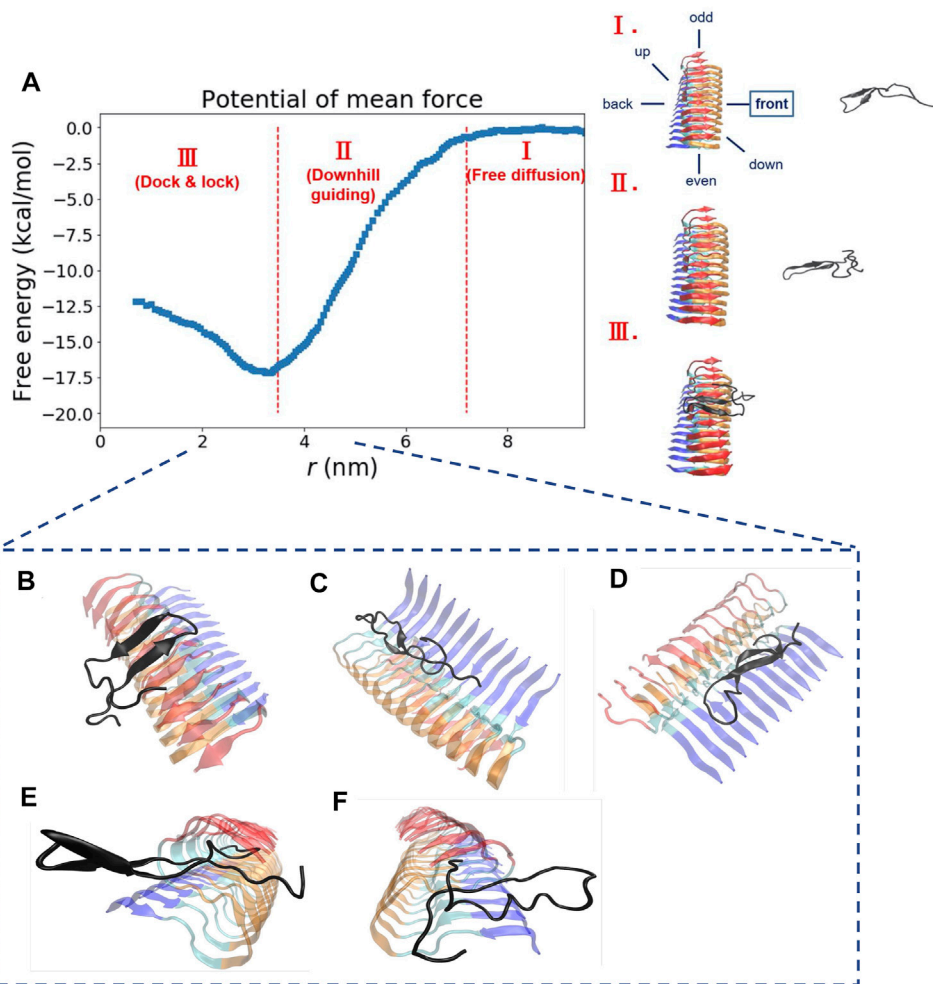 A
Potential of mean force
Free energy (kcal/mol)
0.0
-2.5
-5.0
-7.5
-10.0
-12.5
-15.0
-17.5
-20.0
III
(Dock & lock)
II
(Downhill
guiding)
I
(Free diffusion)
0
2
4
6
8
r (nm)
I.
odd
up
back
front
down
even
II.
III.
B
C
D
E
F